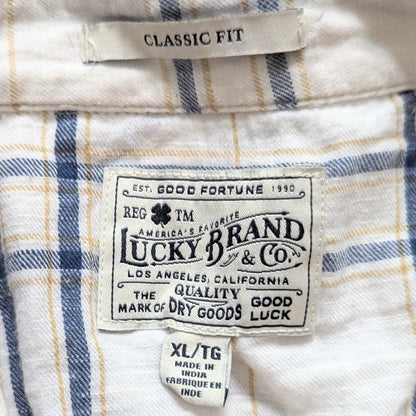 CLASSIC FIT
EST. GOOD FORTUNE 1990
REG TM
AMERICA'S FAVORITE
LUCKY BRAND
& CO.
LOS ANGELES, CALIFORNIA
THE QUALITY GOOD
MARK OF DRY GOODS LUCK
XL/TG
MADE IN
INDIA
FABRIQUE EN
INDE